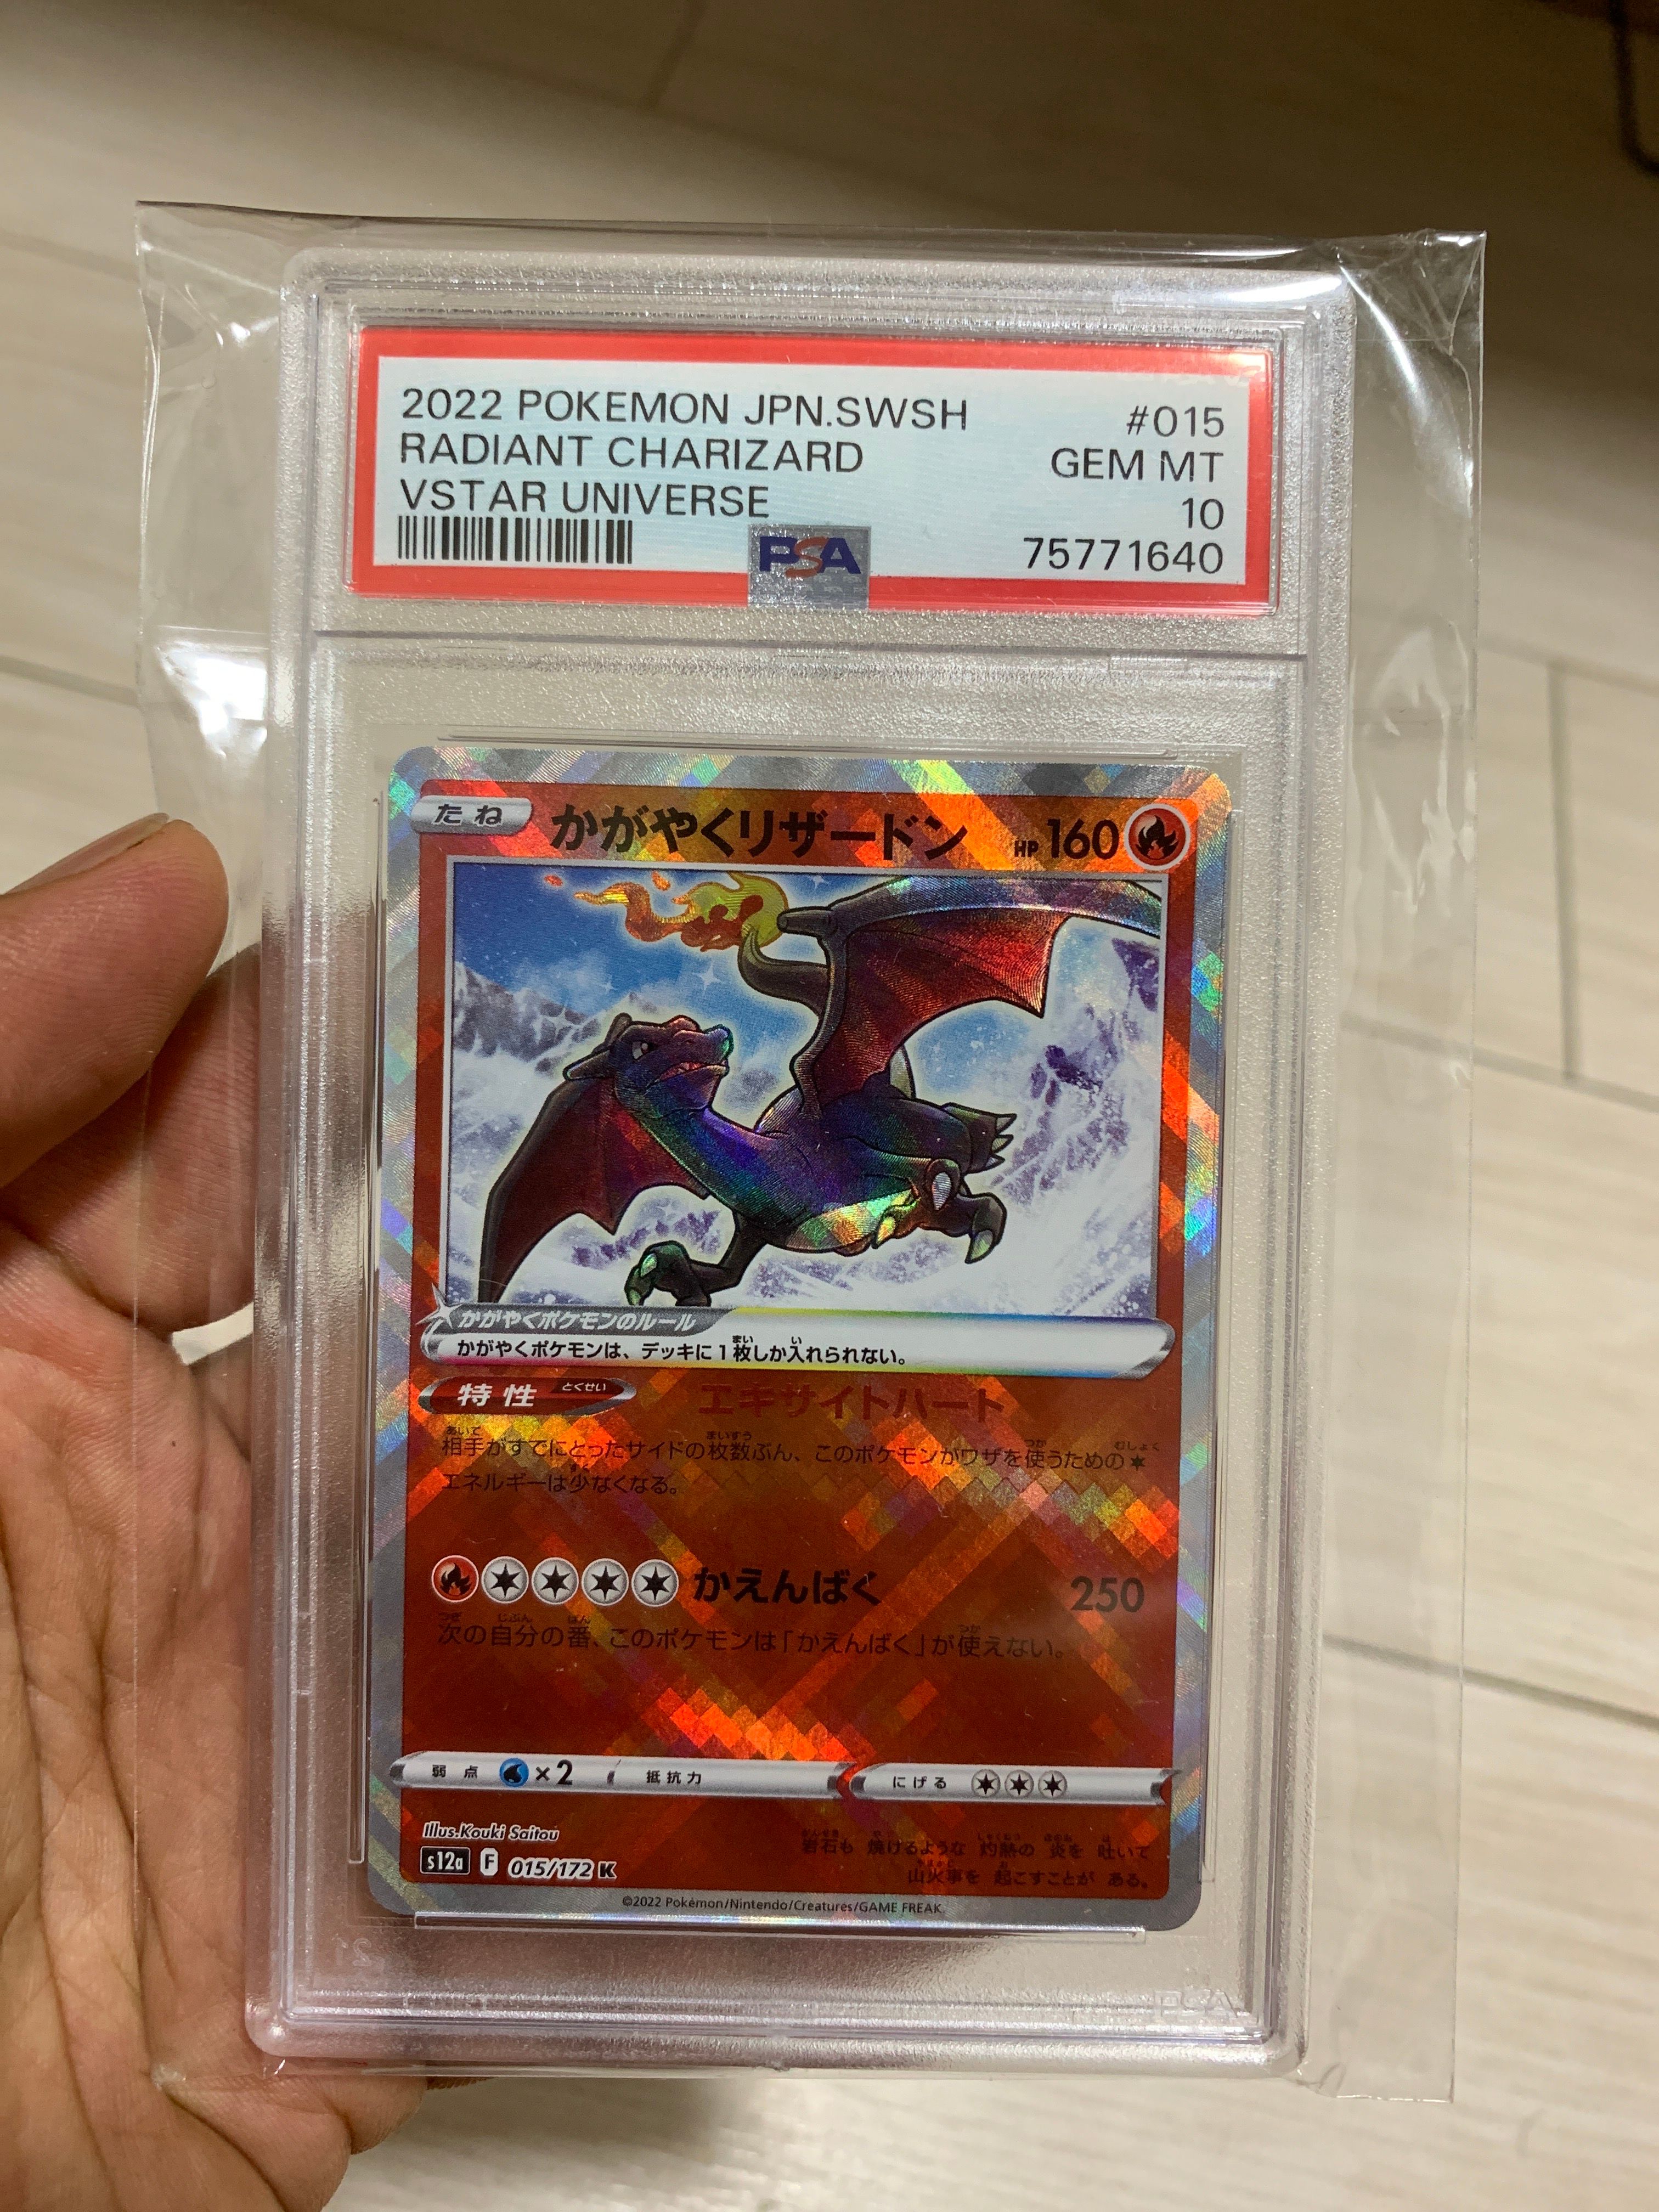 2022 POKEMON JPN.SWSH #015
RADIANT CHARIZARD GEM MT
VSTAR UNIVERSE 10
PSA 75771640
たね かがやくリザードン HP 160
かがやくポケモンのルール
かがやくポケモンは、デッキに1枚しか入れられない。
特性 とくせい エキサイトハート
相手がすでにとったサイドの枚数ぶん、このポケモンがワザを使うための
エネルギーは少なくなる。
かえんばく 250
次の自分の番、このポケモンは「かえんばく」が使えない。
弱点 ×2 抵抗力 にげる
Illus.Kouki Saitou
s12a F 015/172 K
岩石も 焼けるような 灼熱の 炎を 吐いて
山火事を 起こすことが ある。
©2022 Pokémon/Nintendo/Creatures/GAME FREAK
PSA